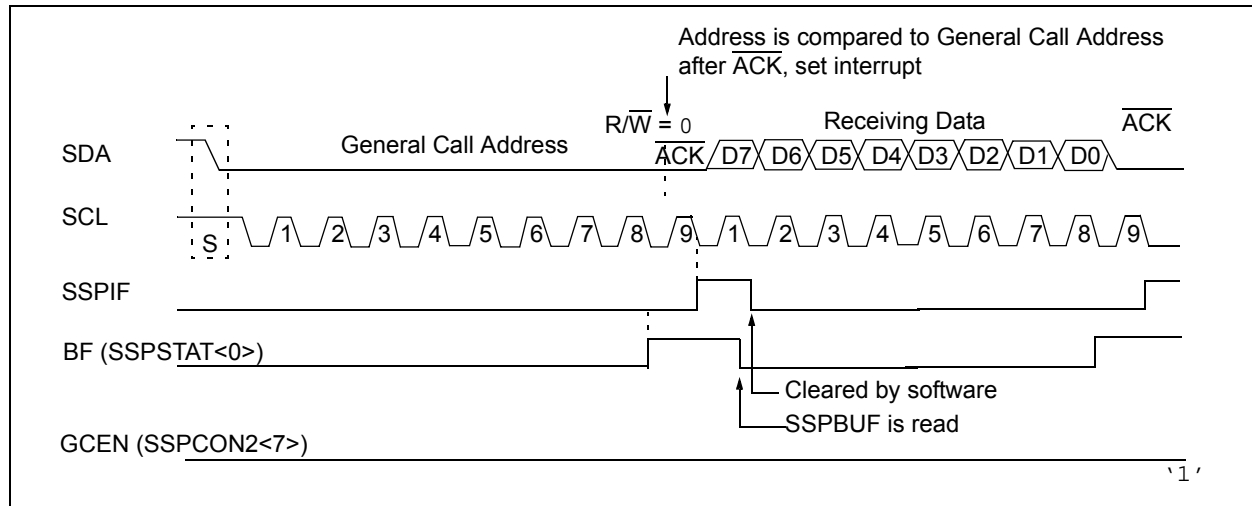 Address is compared to General Call Address
after ACK, set interrupt
R/W = 0
Receiving Data
ACK
SDA
General Call Address
ACK D7 D6 D5 D4 D3 D2 D1 D0
SCL
S
1 2 3 4 5 6 7 8 9 1 2 3 4 5 6 7 8 9
SSPIF
BF (SSPSTAT<0>)
Cleared by software
SSPBUF is read
GCEN (SSPCON2<7>)
‘1’